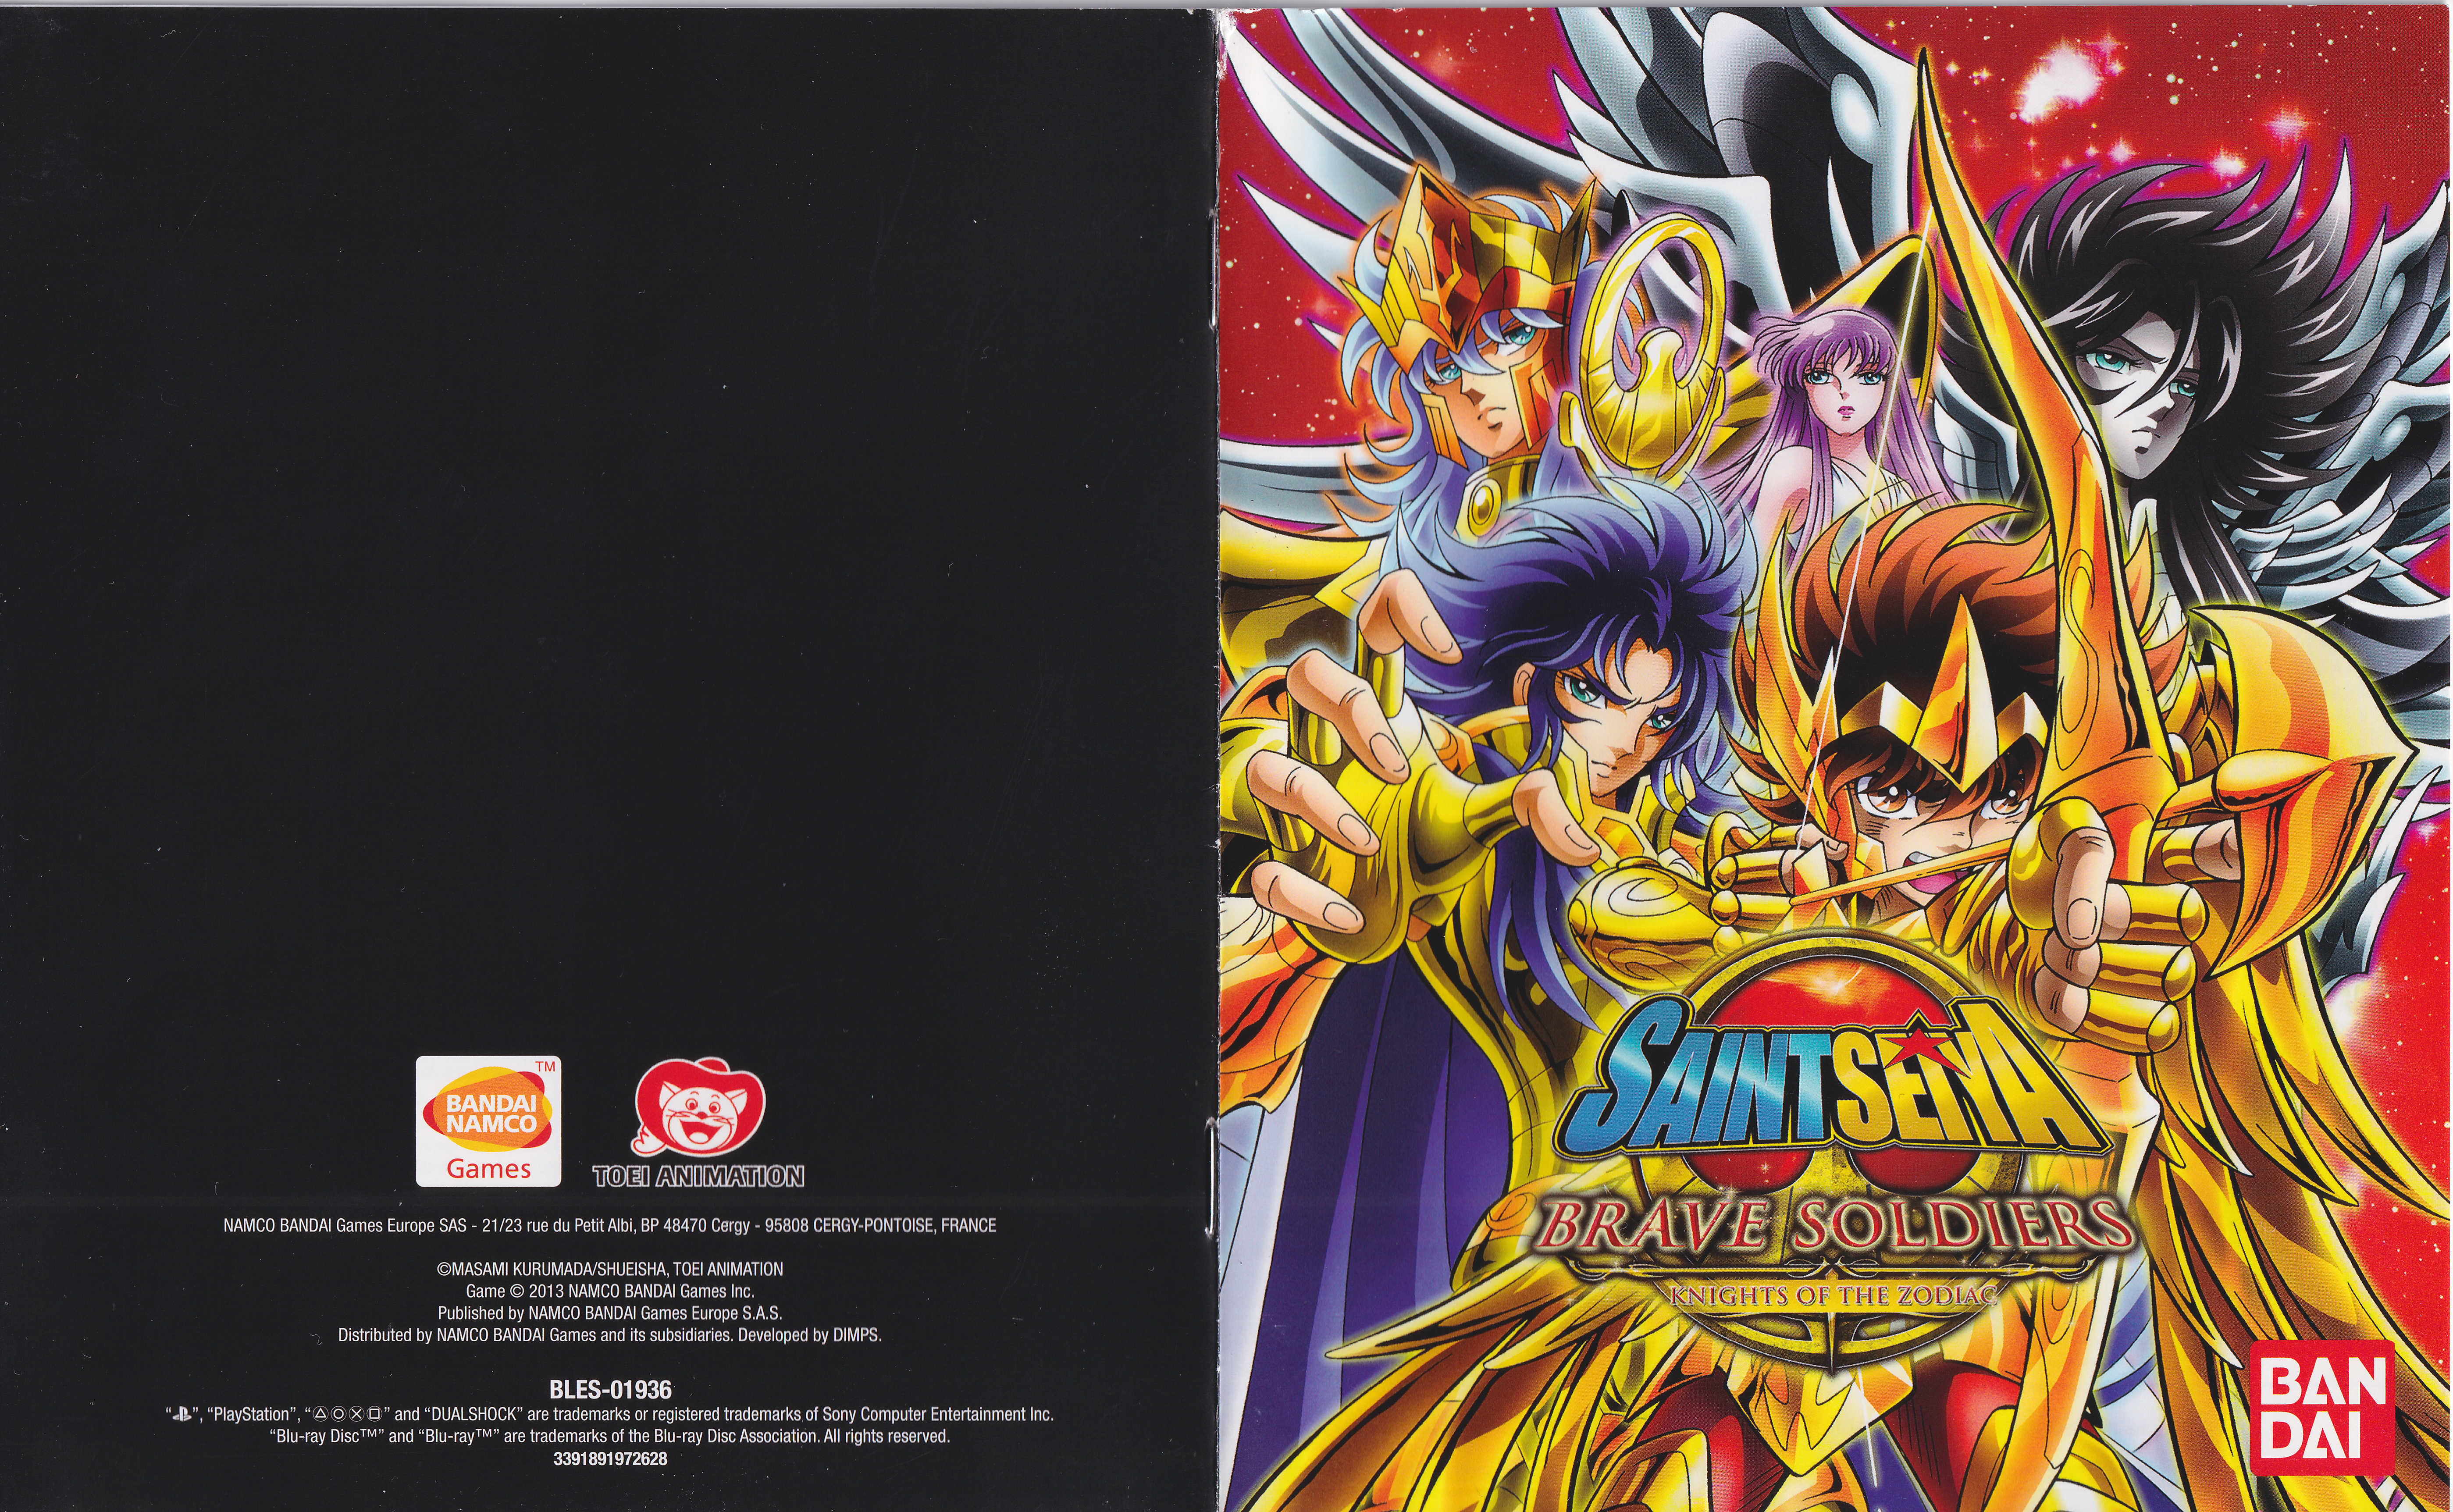 BANDAI
NAMCO
Games
TM
TOEI ANIMATION
NAMCO BANDAI Games Europe SAS - 21/23 rue du Petit Albi, BP 48470 Cergy - 95808 CERGY-PONTOISE, FRANCE
©MASAMI KURUMADA/SHUEISHA, TOEI ANIMATION
Game © 2013 NAMCO BANDAI Games Inc.
Published by NAMCO BANDAI Games Europe S.A.S.
Distributed by NAMCO BANDAI Games and its subsidiaries. Developed by DIMPS.
BLES-01936
“”, “PlayStation”, “△○✕□” and “DUALSHOCK” are trademarks or registered trademarks of Sony Computer Entertainment Inc.
“Blu-ray Disc™” and “Blu-ray™” are trademarks of the Blu-ray Disc Association. All rights reserved.
3391891972628
SAINT SEIYA
BRAVE SOLDIERS
KNIGHTS OF THE ZODIAC
BAN
DAI